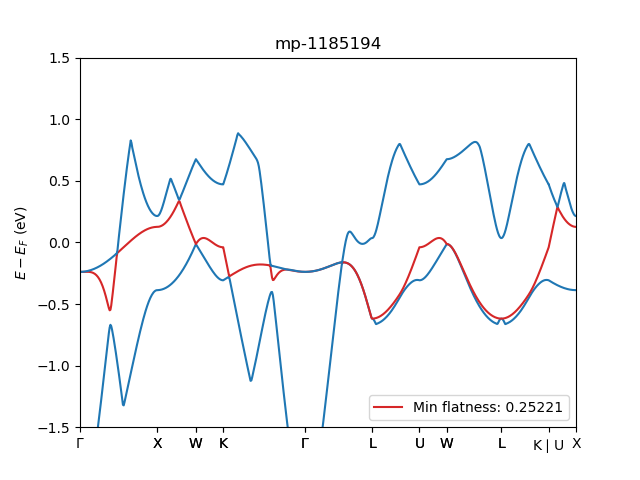 mp-1185194
1.5
1.0
0.5
0.0
−0.5
−1.0
−1.5
E − E_F (eV)
Min flatness: 0.25221
Γ X W K Γ L U W L K | U X